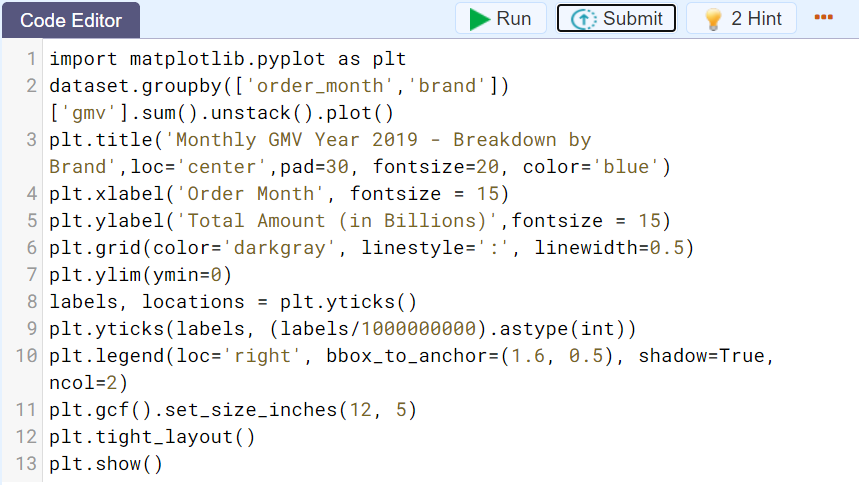 Code Editor
Run
Submit
2 Hint
1 import matplotlib.pyplot as plt
2 dataset.groupby(['order_month','brand'])
['gmv'].sum().unstack().plot()
3 plt.title('Monthly GMV Year 2019 - Breakdown by
Brand',loc='center',pad=30, fontsize=20, color='blue')
4 plt.xlabel('Order Month', fontsize = 15)
5 plt.ylabel('Total Amount (in Billions)',fontsize = 15)
6 plt.grid(color='darkgray', linestyle=':', linewidth=0.5)
7 plt.ylim(ymin=0)
8 labels, locations = plt.yticks()
9 plt.yticks(labels, (labels/1000000000).astype(int))
10 plt.legend(loc='right', bbox_to_anchor=(1.6, 0.5), shadow=True,
ncol=2)
11 plt.gcf().set_size_inches(12, 5)
12 plt.tight_layout()
13 plt.show()